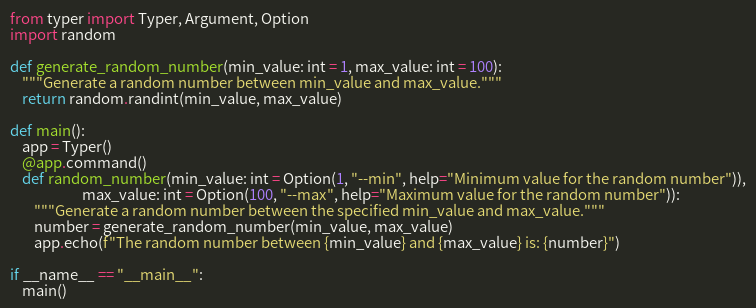 from typer import Typer, Argument, Option
import random

def generate_random_number(min_value: int = 1, max_value: int = 100):
    """Generate a random number between min_value and max_value."""
    return random.randint(min_value, max_value)

def main():
    app = Typer()
    @app.command()
    def random_number(min_value: int = Option(1, "--min", help="Minimum value for the random number")),
                      max_value: int = Option(100, "--max", help="Maximum value for the random number")):
        """Generate a random number between the specified min_value and max_value."""
        number = generate_random_number(min_value, max_value)
        app.echo(f"The random number between {min_value} and {max_value} is: {number}")

if __name__ == "__main__":
    main()